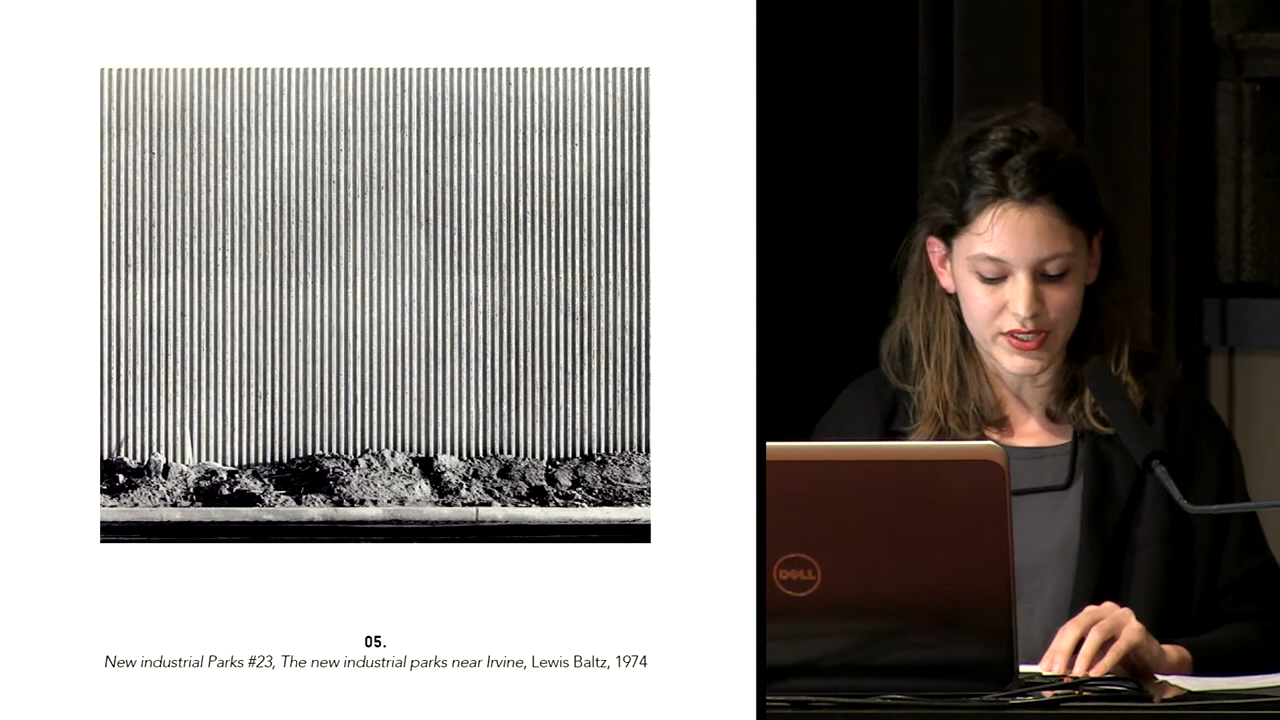 05.
New industrial Parks #23, The new industrial parks near Irvine, Lewis Baltz, 1974
DELL